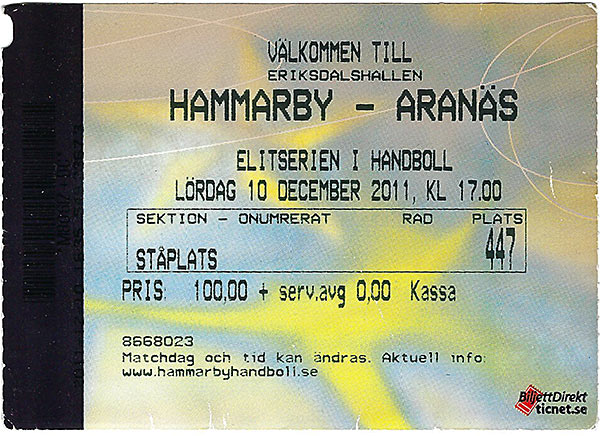 VÄLKOMMEN TILL
ERIKSDALSHALLEN
HAMMARBY - ARANÄS
ELITSERIEN I HANDBOLL
LÖRDAG 10 DECEMBER 2011, KL 17.00
SEKTION - ONUMRERAT RAD PLATS
STÅPLATS 447
PRIS 100,00 + serv.avg 0,00 Kassa
8668023
Matchdag och tid kan ändras. Aktuell info:
www.hammarbyhandboll.se
BiljettDirekt
ticnet.se